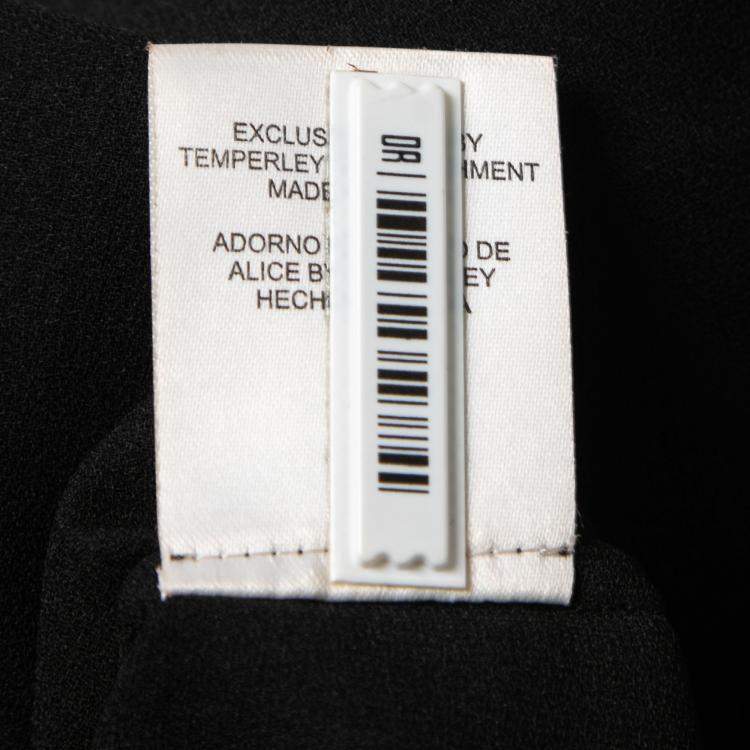 EXCLUS BY
TEMPERLEY HMENT
MADE
ADORNO DE
ALICE BY EY
HECH A
DR